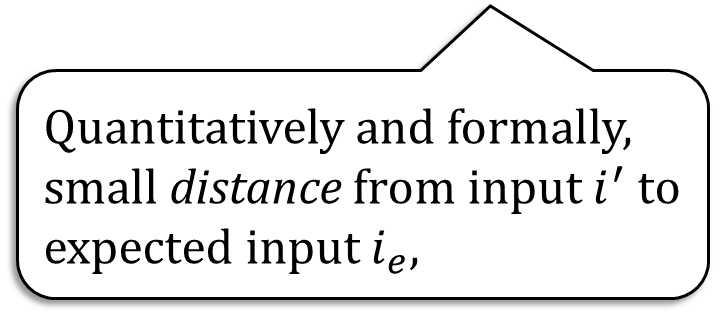 Quantitatively and formally,
small distance from input i′ to
expected input iₑ,